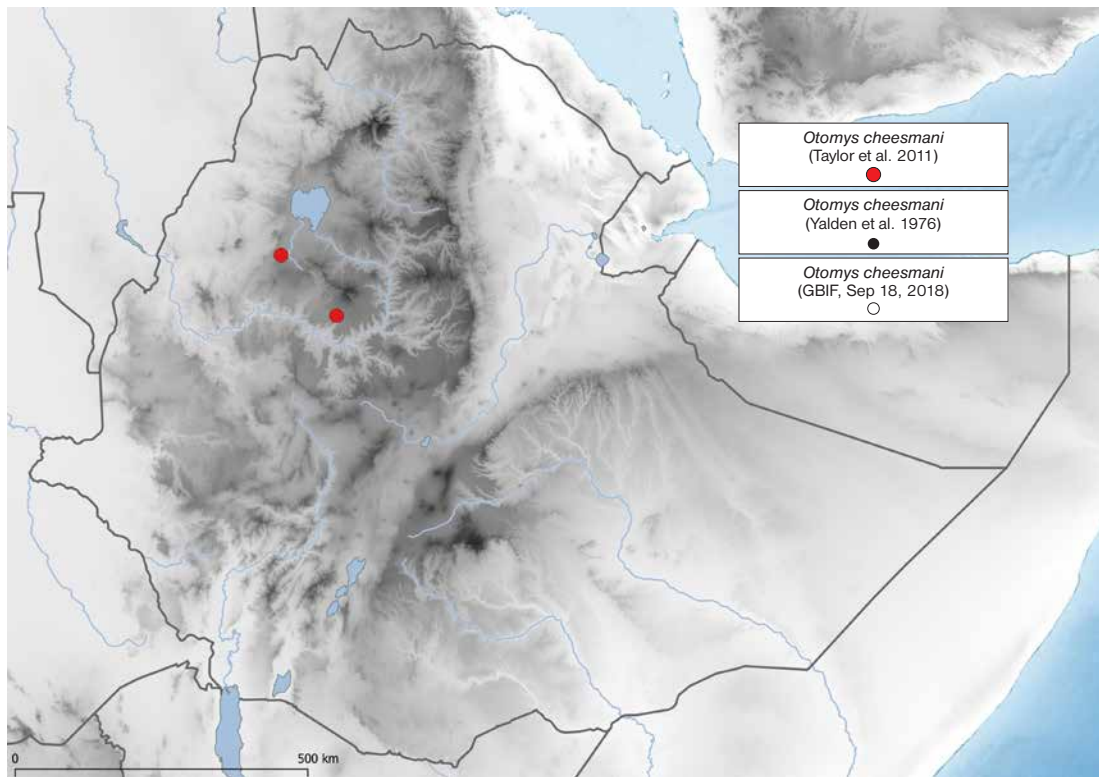 Otomys cheesmani
(Taylor et al. 2011)
Otomys cheesmani
(Yalden et al. 1976)
Otomys cheesmani
(GBIF, Sep 18, 2018)
0
500 km